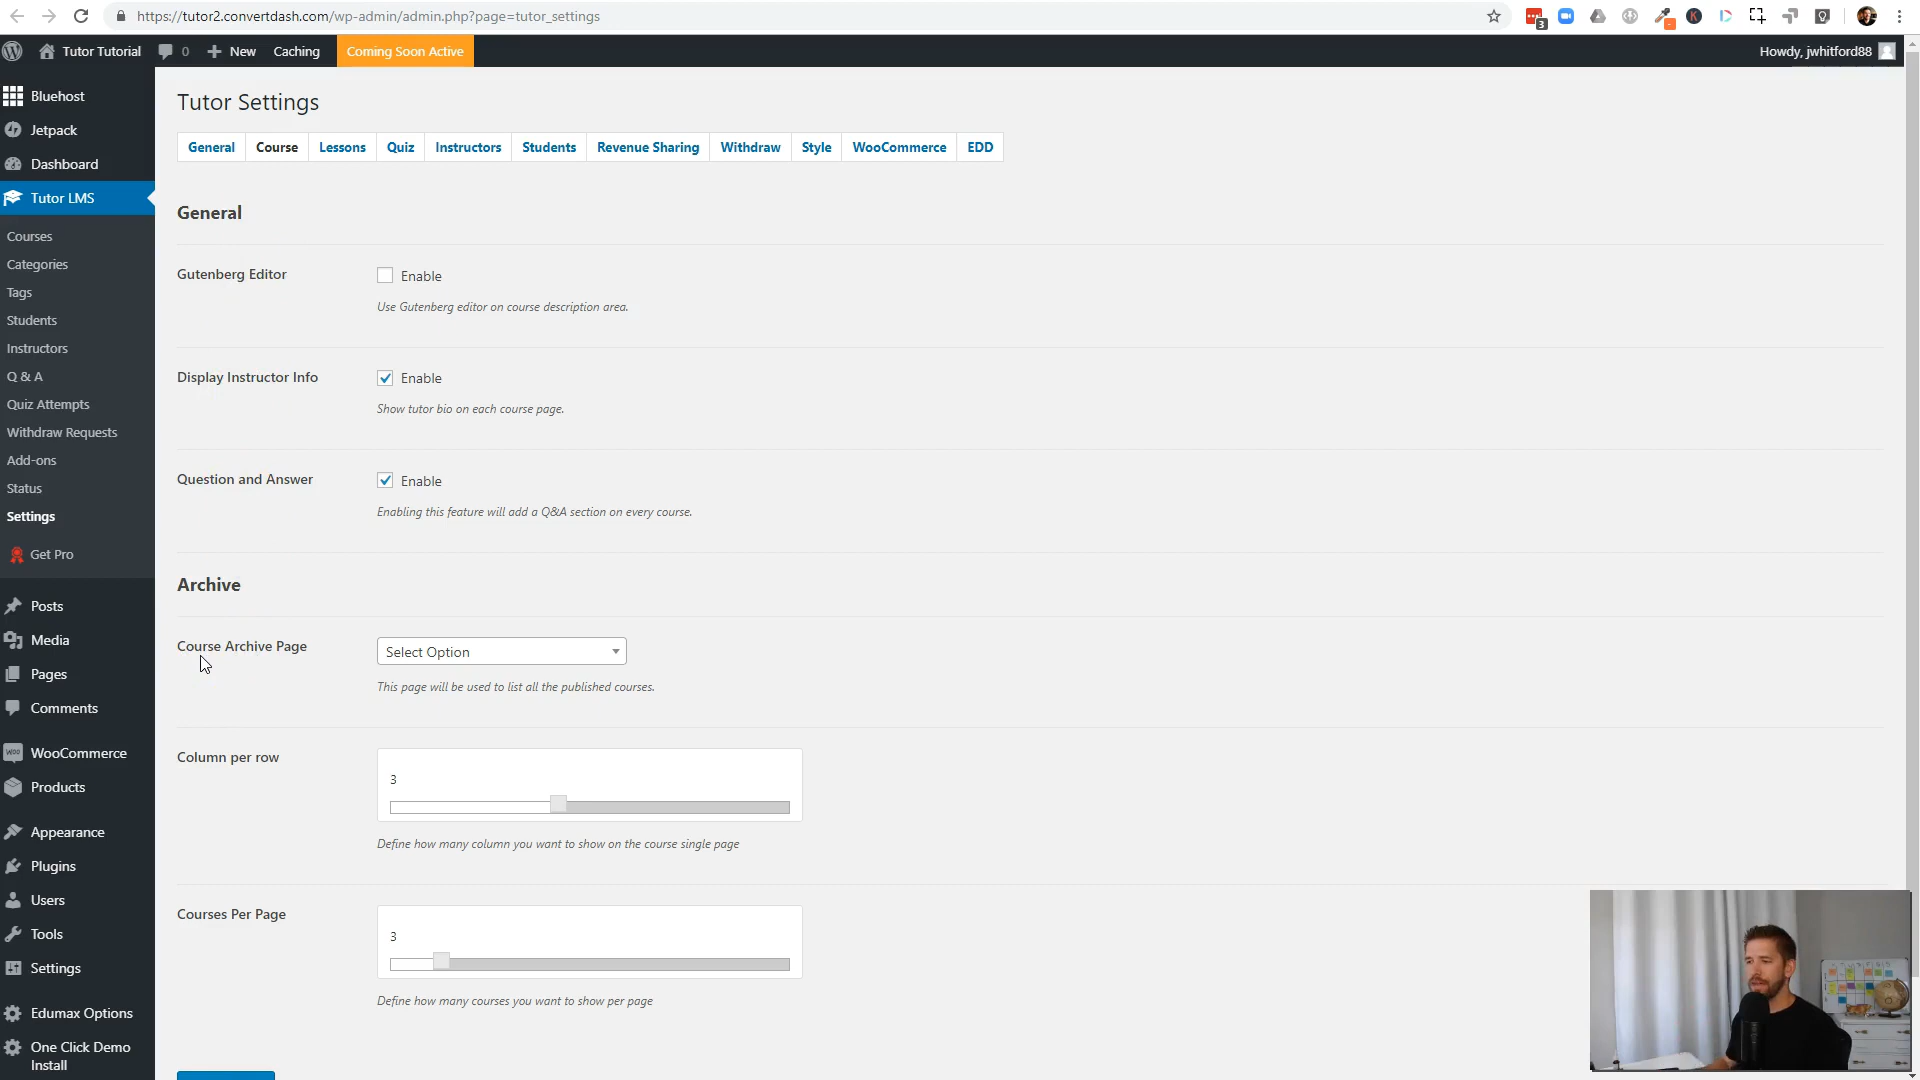 https://tutor2.convertdash.com/wp-admin/admin.php?page=tutor_settings
3
Tutor Tutorial
0
New
Caching
Coming Soon Active
Howdy, jwhitford88
Bluehost
Jetpack
Dashboard
Tutor LMS
Courses
Categories
Tags
Students
Instructors
Q & A
Quiz Attempts
Withdraw Requests
Add-ons
Status
Settings
Get Pro
Posts
Media
Pages
Comments
WooCommerce
Products
Appearance
Plugins
Users
Tools
Settings
Edumax Options
One Click Demo
Install
Tutor Settings
General
Course
Lessons
Quiz
Instructors
Students
Revenue Sharing
Withdraw
Style
WooCommerce
EDD
General
Gutenberg Editor
Enable
Use Gutenberg editor on course description area.
Display Instructor Info
Enable
Show tutor bio on each course page.
Question and Answer
Enable
Enabling this feature will add a Q&A section on every course.
Archive
Course Archive Page
Select Option
This page will be used to list all the published courses.
Column per row
3
Define how many column you want to show on the course single page
Courses Per Page
3
Define how many courses you want to show per page